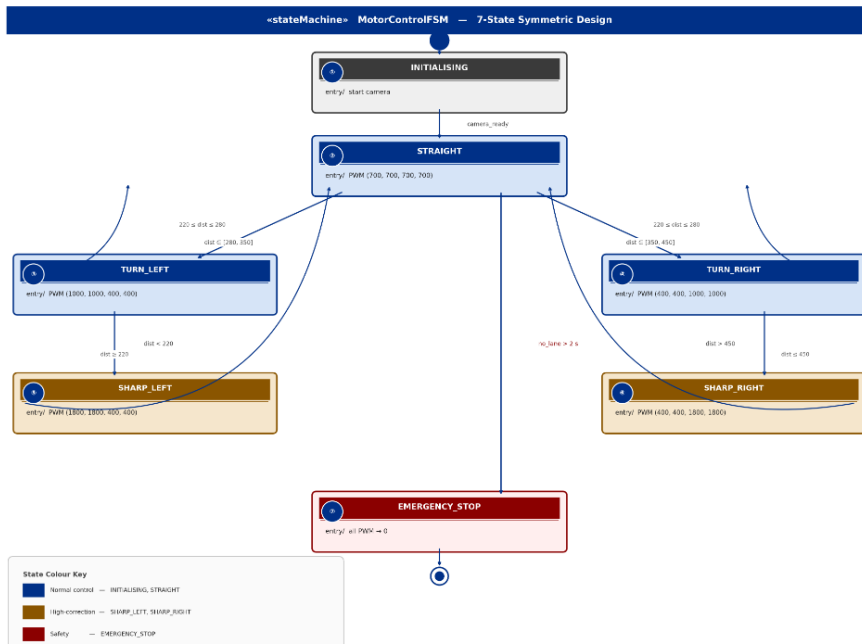 «stateMachine» MotorControlFSM — 7-State Symmetric Design
INITIALISING
entry/ start camera
camera_ready
STRAIGHT
entry/ PWM (700, 700, 700, 700)
220 ≤ dist ≤ 280
220 ≤ dist ≤ 280
dist ∈ [280, 350]
dist ∈ [350, 450]
TURN_LEFT
entry/ PWM (1000, 1000, 400, 400)
TURN_RIGHT
entry/ PWM (400, 400, 1000, 1000)
dist < 220
dist ≥ 220
no_lane > 2 s
dist > 450
dist ≤ 450
SHARP_LEFT
entry/ PWM (1800, 1800, 400, 400)
SHARP_RIGHT
entry/ PWM (400, 400, 1800, 1800)
EMERGENCY_STOP
entry/ all PWM → 0
State Colour Key
Normal control — INITIALISING, STRAIGHT
High-correction — SHARP_LEFT, SHARP_RIGHT
Safety — EMERGENCY_STOP